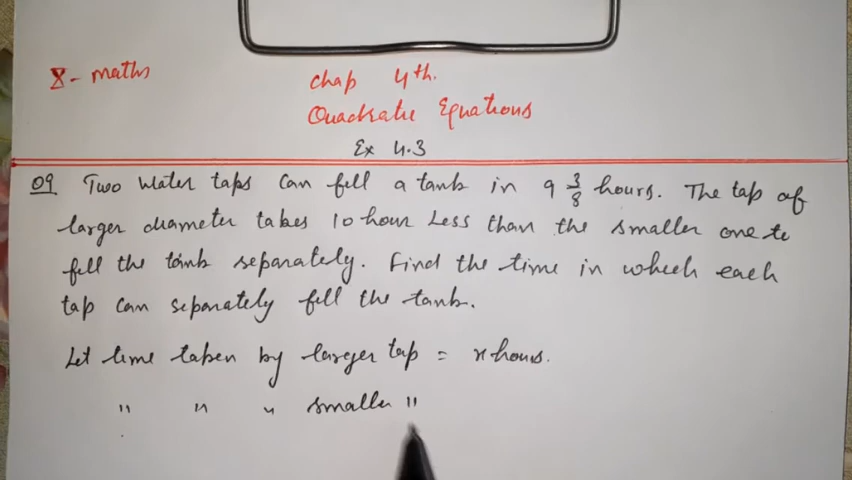 X - maths
Chap 4th.
Quadratic Equations
Ex 4.3
Q9 Two water taps can fill a tank in 9 3/8 hours. The tap of
larger diameter takes 10 hour less than the smaller one to
fill the tank separately. Find the time in which each
tap can separately fill the tank.
Let time taken by larger tap = x hours.
" " " smaller "